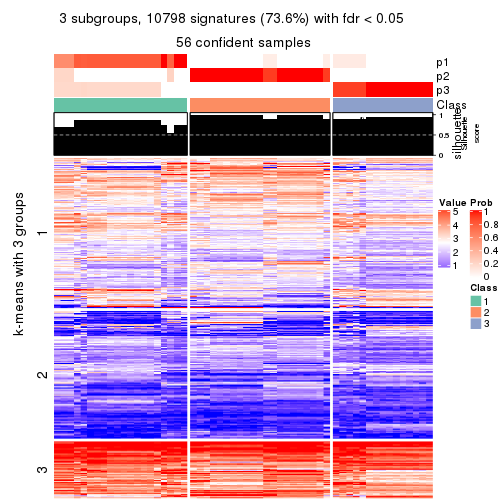 3 subgroups, 10798 signatures (73.6%) with fdr < 0.05
56 confident samples
p1
p2
p3
Class
1
0.5
0
silhouette
Silhouette
score
k-means with 3 groups
1
2
3
Value
5
4
3
2
1
Prob
1
0.8
0.6
0.4
0.2
0
Class
1
2
3